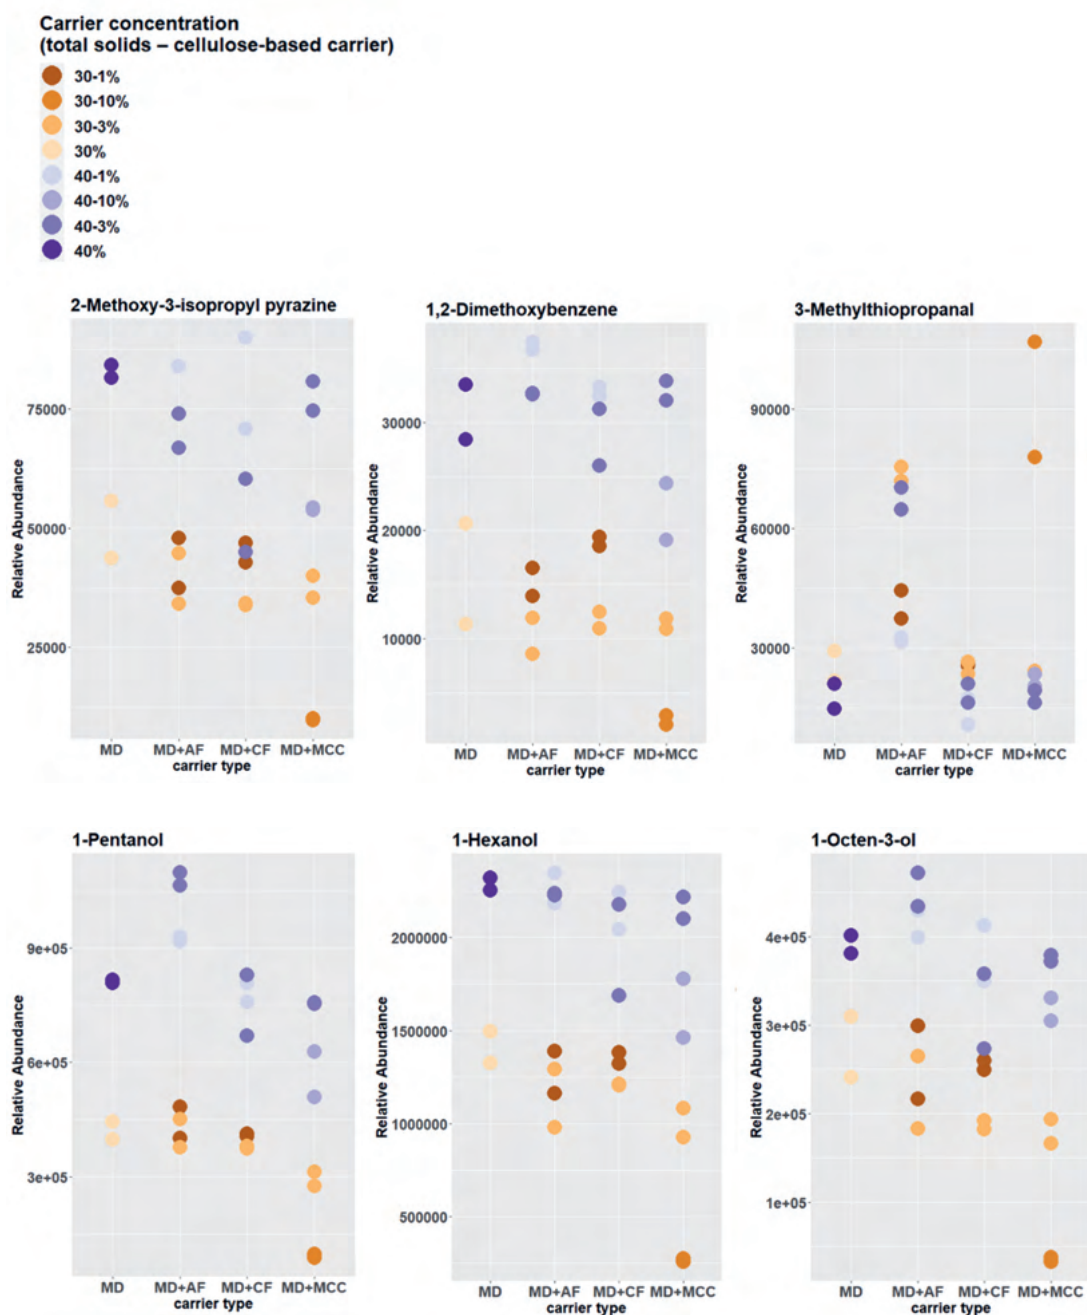 Carrier concentration
(total solids – cellulose-based carrier)
30-1%
30-10%
30-3%
30%
40-1%
40-10%
40-3%
40%
2-Methoxy-3-isopropyl pyrazine
Relative Abundance
75000
50000
25000
MD MD+AF MD+CF MD+MCC
carrier type
1,2-Dimethoxybenzene
Relative Abundance
30000
20000
10000
MD MD+AF MD+CF MD+MCC
carrier type
3-Methylthiopropanal
Relative Abundance
90000
60000
30000
MD MD+AF MD+CF MD+MCC
carrier type
1-Pentanol
Relative Abundance
9e+05
6e+05
3e+05
MD MD+AF MD+CF MD+MCC
carrier type
1-Hexanol
Relative Abundance
2000000
1500000
1000000
500000
MD MD+AF MD+CF MD+MCC
carrier type
1-Octen-3-ol
Relative Abundance
4e+05
3e+05
2e+05
1e+05
MD MD+AF MD+CF MD+MCC
carrier type